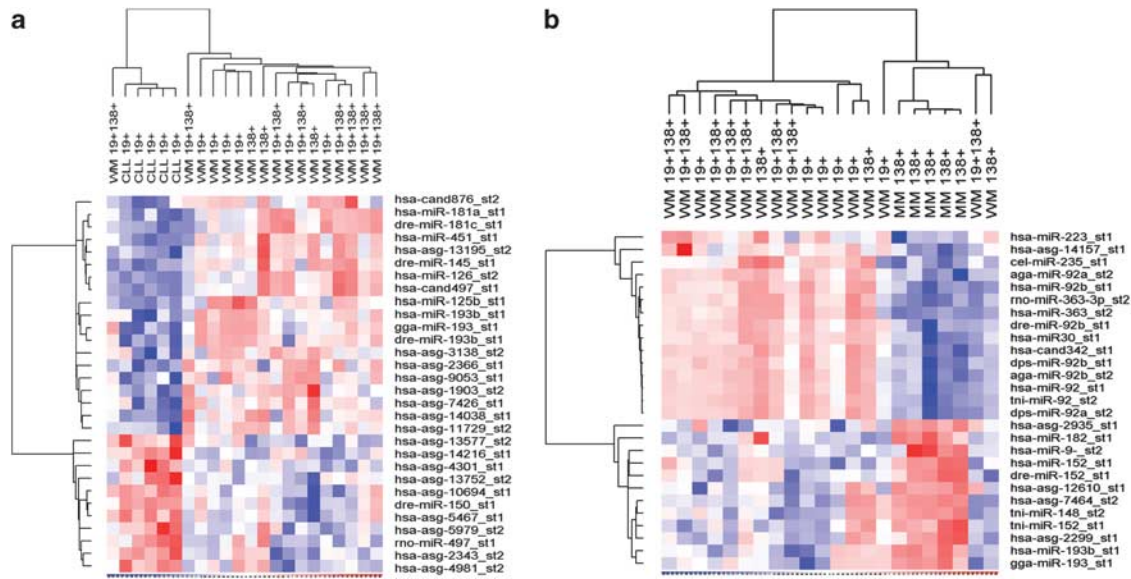 a
WM 19+138+
CLL 19+
CLL 19+
CLL 19+
CLL 19+
CLL 19+
WM 19+138+
WM 19+
WM 19+
WM 19+
WM 19+
WM 138+
WM 138+
WM 19+138+
WM 19+
WM 19+138+
WM 138+
WM 19+
WM 19+138+
WM 19+138+
WM 19+138+
WM 19+138+
hsa-cand876_st2
hsa-miR-181a_st1
dre-miR-181c_st1
hsa-miR-451_st1
hsa-asg-13195_st2
dre-miR-145_st1
hsa-miR-126_st2
hsa-cand497_st1
hsa-miR-125b_st1
hsa-miR-193b_st1
gga-miR-193_st1
dre-miR-193b_st1
hsa-asg-3138_st2
hsa-asg-2366_st1
hsa-asg-9053_st1
hsa-asg-1903_st2
hsa-asg-7426_st1
hsa-asg-14038_st1
hsa-asg-11729_st2
hsa-asg-13577_st2
hsa-asg-14216_st1
hsa-asg-4301_st1
hsa-asg-13752_st2
hsa-asg-10694_st1
dre-miR-150_st1
hsa-asg-5467_st1
hsa-asg-5979_st2
rno-miR-497_st1
hsa-asg-2343_st2
hsa-asg-4981_st2
b
WM 19+138+
WM 19+138+
WM 19+
WM 19+138+
WM 19+138+
WM 19+138+
WM 138+
WM 19+
WM 19+138+
WM 19+
WM 19+
WM 19+
WM 19+
WM 138+
WM 19+
MM 138+
MM 138+
MM 138+
MM 138+
MM 138+
WM 19+138+
WM 138+
hsa-miR-223_st1
hsa-asg-14157_st1
cel-miR-235_st1
aga-miR-92a_st2
hsa-miR-92b_st1
rno-miR-363-3p_st2
hsa-miR-363_st2
dre-miR-92b_st1
hsa-miR30_st1
hsa-cand342_st1
dps-miR-92b_st1
aga-miR-92b_st2
hsa-miR-92_st1
tni-miR-92_st2
dps-miR-92a_st2
hsa-asg-2935_st1
hsa-miR-182_st1
hsa-miR-9-_st2
hsa-miR-152_st1
dre-miR-152_st1
hsa-asg-12610_st1
hsa-asg-7464_st2
tni-miR-148_st2
tni-miR-152_st1
hsa-asg-2299_st1
hsa-miR-193b_st1
gga-miR-193_st1